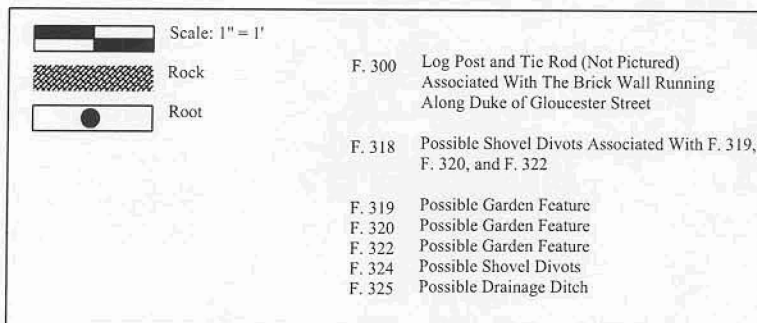 Scale: 1" = 1'
Rock
Root
F. 300 Log Post and Tie Rod (Not Pictured)
Associated With The Brick Wall Running
Along Duke of Gloucester Street
F. 318 Possible Shovel Divots Associated With F. 319,
F. 320, and F. 322
F. 319 Possible Garden Feature
F. 320 Possible Garden Feature
F. 322 Possible Garden Feature
F. 324 Possible Shovel Divots
F. 325 Possible Drainage Ditch